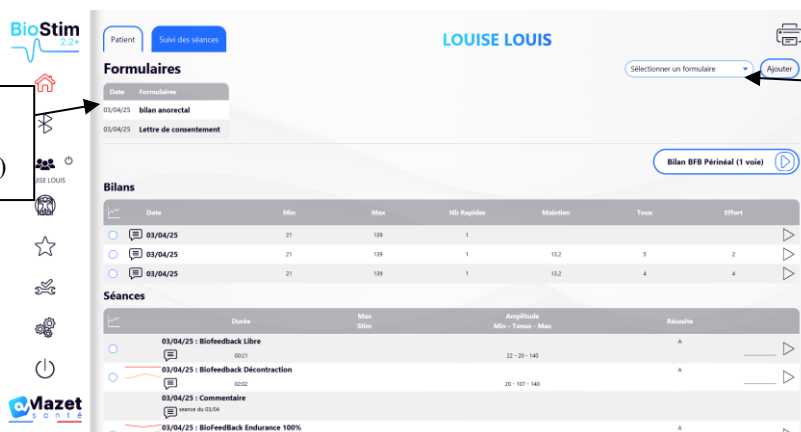 BioStim
2.2+
Patient
Suivi des séances
LOUISE LOUIS
Formulaires
Sélectionner un formulaire
Ajouter
Date Formulaires
03/04/25 bilan anorectal
03/04/25 Lettre de consentement
)
UISE LOUIS
Bilan BFB Périnéal (1 voie)
Bilans
Date Min Max Nb Rapides Maintien Toux Effort
03/04/25 21 139 1
03/04/25 21 139 1 13.2 5 2
03/04/25 21 139 1 13.2 4 4
Séances
Durée Max Stim Amplitude Min - Tonus - Max Réussite
03/04/25 : Biofeedback Libre
A
00:21 22 - 20 - 140
03/04/25 : Biofeedback Décontraction
A
02:02 20 - 107 - 140
03/04/25 : Commentaire
seance du 03/04
03/04/25 : BioFeedBack Endurance 100%
A
Mazet
santé